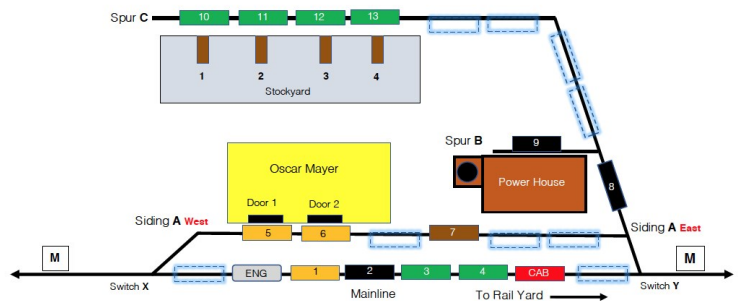 Spur C
10 11 12 13
1 2 3 4
Stockyard
Spur B
9
Oscar Mayer
Power House
8
Door 1 Door 2
Siding A West
5 6 7
Siding A East
M
M
ENG 1 2 3 4 CAB
Switch X
Mainline
To Rail Yard
Switch Y